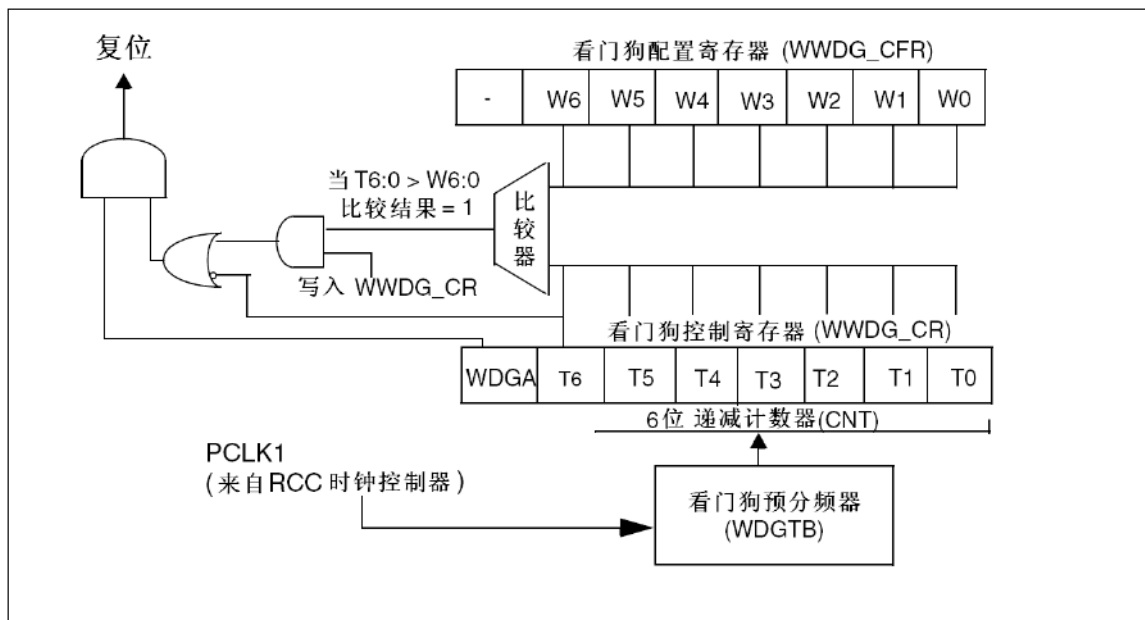 复位
看门狗配置寄存器 (WWDG_CFR)
- W6 W5 W4 W3 W2 W1 W0
当 T6:0 > W6:0
比较结果 = 1
比较器
写入 WWDG_CR
看门狗控制寄存器 (WWDG_CR)
WDGA T6 T5 T4 T3 T2 T1 T0
6位 递减计数器(CNT)
PCLK1
(来自RCC时钟控制器)
看门狗预分频器
(WDGTB)